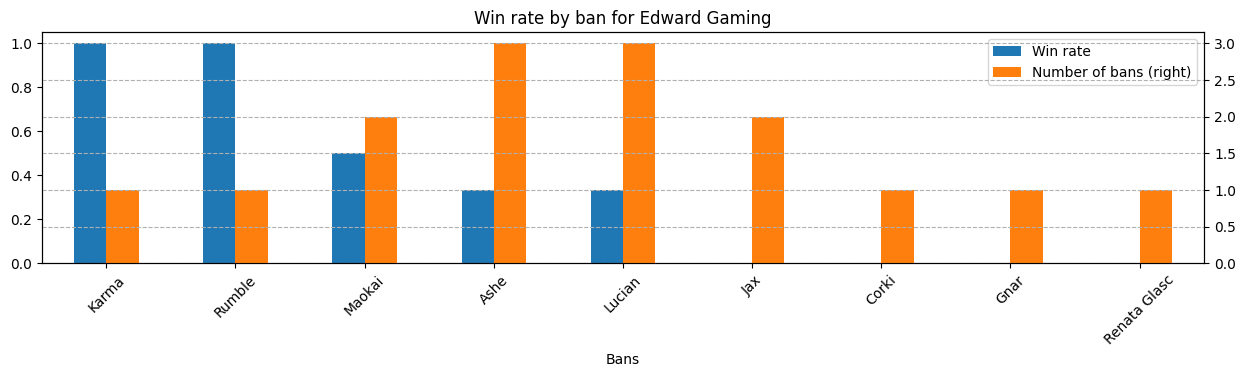 Win rate by ban for Edward Gaming
1.0
0.8
0.6
0.4
0.2
0.0
3.0
2.5
2.0
1.5
1.0
0.5
0.0
Win rate
Number of bans (right)
Karma
Rumble
Maokai
Ashe
Lucian
Jax
Corki
Gnar
Renata Glasc
Bans